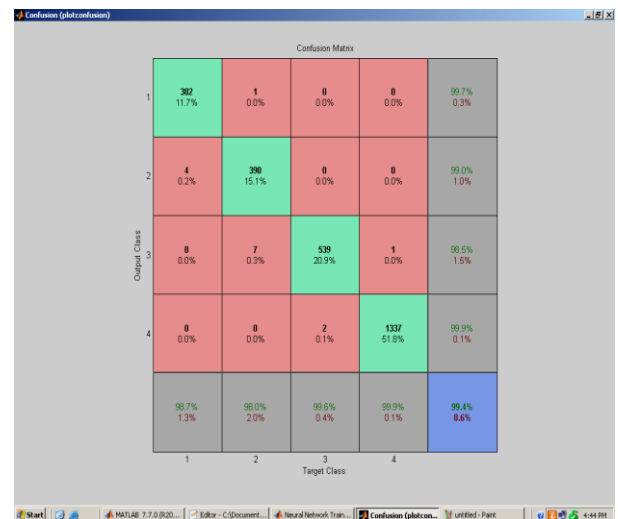 Confusion (plotconfusion)
Confusion Matrix
1 302 1 0 0 99.7%
11.7% 0.0% 0.0% 0.0% 0.3%
2 4 390 0 0 99.0%
0.2% 15.1% 0.0% 0.0% 1.0%
Output Class
3 0 7 539 1 98.5%
0.0% 0.3% 20.9% 0.0% 1.5%
4 0 0 2 1337 99.9%
0.0% 0.0% 0.1% 51.8% 0.1%
98.7% 98.0% 99.6% 99.9% 99.4%
1.3% 2.0% 0.4% 0.1% 0.6%
1 2 3 4
Target Class
Start MATLAB 7.7.0 (R20... Editor - C:\Document... Neural Network Train... Confusion (plotcon... untitled - Paint 4:44 PM